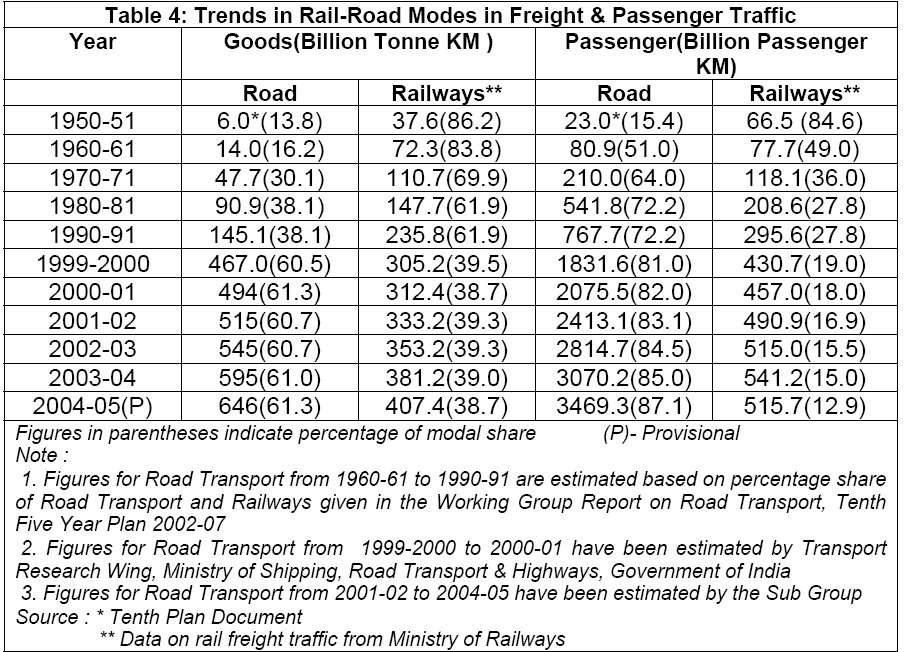 Table 4: Trends in Rail-Road Modes in Freight & Passenger Traffic
Year Goods(Billion Tonne KM ) Passenger(Billion Passenger
KM)
Road Railways** Road Railways**
1950-51 6.0*(13.8) 37.6(86.2) 23.0*(15.4) 66.5 (84.6)
1960-61 14.0(16.2) 72.3(83.8) 80.9(51.0) 77.7(49.0)
1970-71 47.7(30.1) 110.7(69.9) 210.0(64.0) 118.1(36.0)
1980-81 90.9(38.1) 147.7(61.9) 541.8(72.2) 208.6(27.8)
1990-91 145.1(38.1) 235.8(61.9) 767.7(72.2) 295.6(27.8)
1999-2000 467.0(60.5) 305.2(39.5) 1831.6(81.0) 430.7(19.0)
2000-01 494(61.3) 312.4(38.7) 2075.5(82.0) 457.0(18.0)
2001-02 515(60.7) 333.2(39.3) 2413.1(83.1) 490.9(16.9)
2002-03 545(60.7) 353.2(39.3) 2814.7(84.5) 515.0(15.5)
2003-04 595(61.0) 381.2(39.0) 3070.2(85.0) 541.2(15.0)
2004-05(P) 646(61.3) 407.4(38.7) 3469.3(87.1) 515.7(12.9)
Figures in parentheses indicate percentage of modal share (P)- Provisional
Note :
1. Figures for Road Transport from 1960-61 to 1990-91 are estimated based on percentage share
of Road Transport and Railways given in the Working Group Report on Road Transport, Tenth
Five Year Plan 2002-07
2. Figures for Road Transport from 1999-2000 to 2000-01 have been estimated by Transport
Research Wing, Ministry of Shipping, Road Transport & Highways, Government of India
3. Figures for Road Transport from 2001-02 to 2004-05 have been estimated by the Sub Group
Source : * Tenth Plan Document
** Data on rail freight traffic from Ministry of Railways